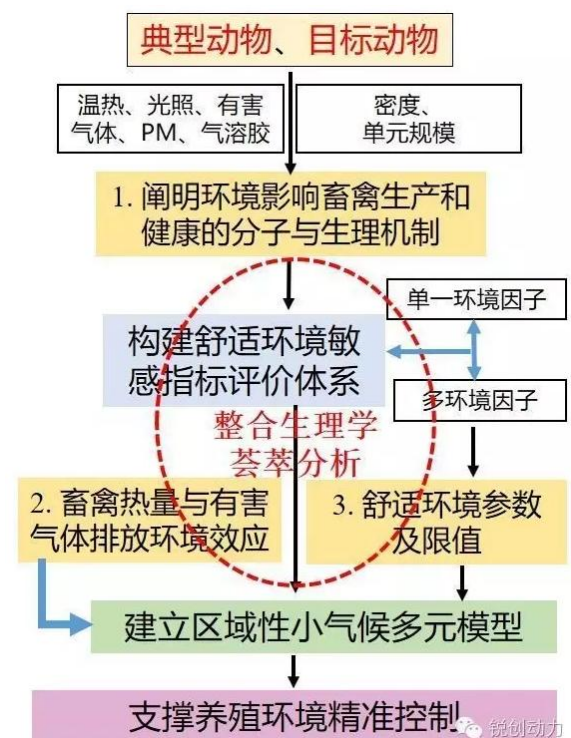 典型动物、目标动物
温热、光照、有害
气体、PM、气溶胶
密度、
单元规模
1. 阐明环境影响畜禽生产和
健康的分子与生理机制
单一环境因子
构建舒适环境敏
感指标评价体系
多环境因子
整合生理学
荟萃分析
2. 畜禽热量与有害
气体排放环境效应
3. 舒适环境参数
及限值
建立区域性小气候多元模型
支撑养殖环境精准控制
锐创动力